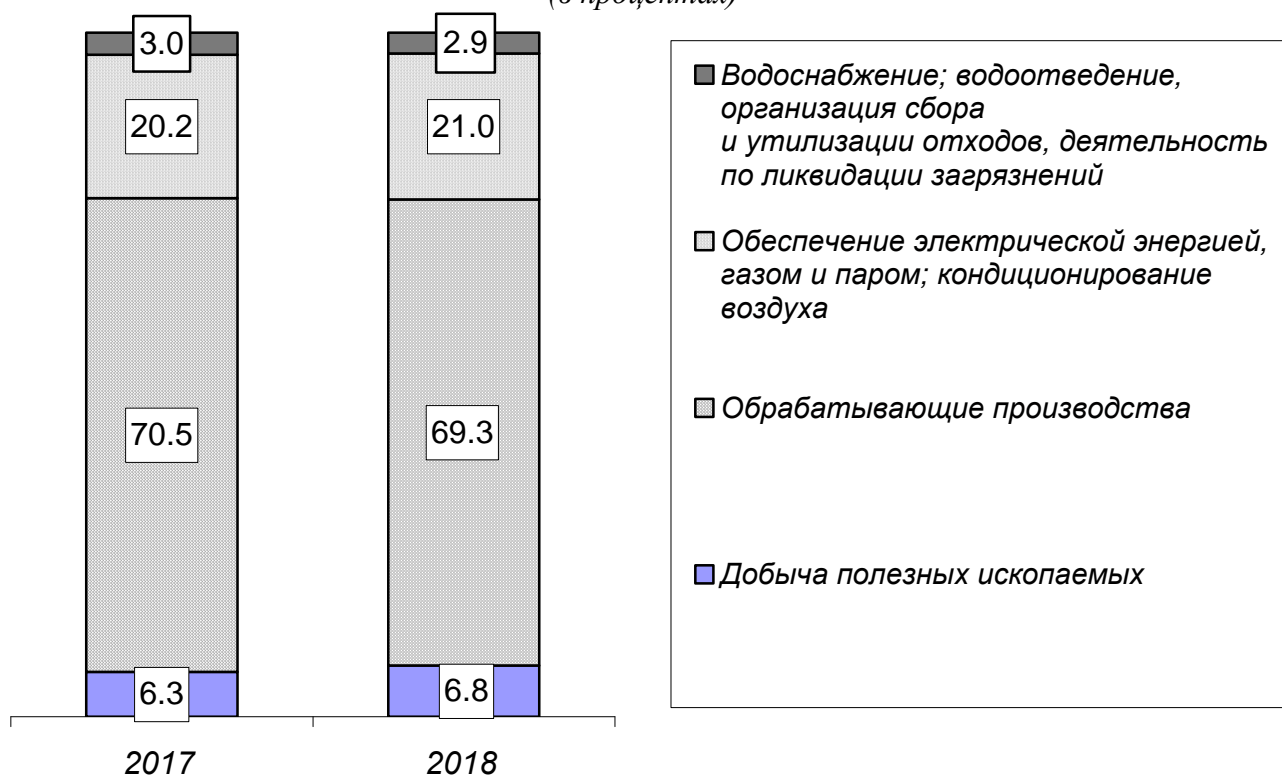 (в процентах)
3.0
2.9
20.2
21.0
70.5
69.3
6.3
6.8
2017
2018
Водоснабжение; водоотведение,
организация сбора
и утилизации отходов, деятельность
по ликвидации загрязнений
Обеспечение электрической энергией,
газом и паром; кондиционирование
воздуха
Обрабатывающие производства
Добыча полезных ископаемых